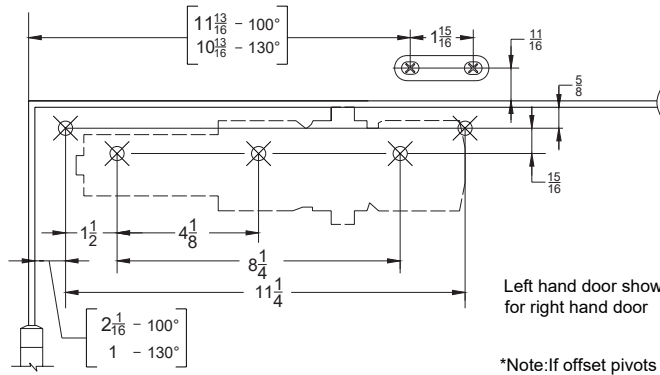 11 13/16 – 100°
10 13/16 – 130°
1 15/16
11/16
5/8
15/16
1 1/2
4 1/8
8 1/4
11 1/4
2 1/16 – 100°
1 – 130°
Left hand door show
for right hand door
*Note:If offset pivots